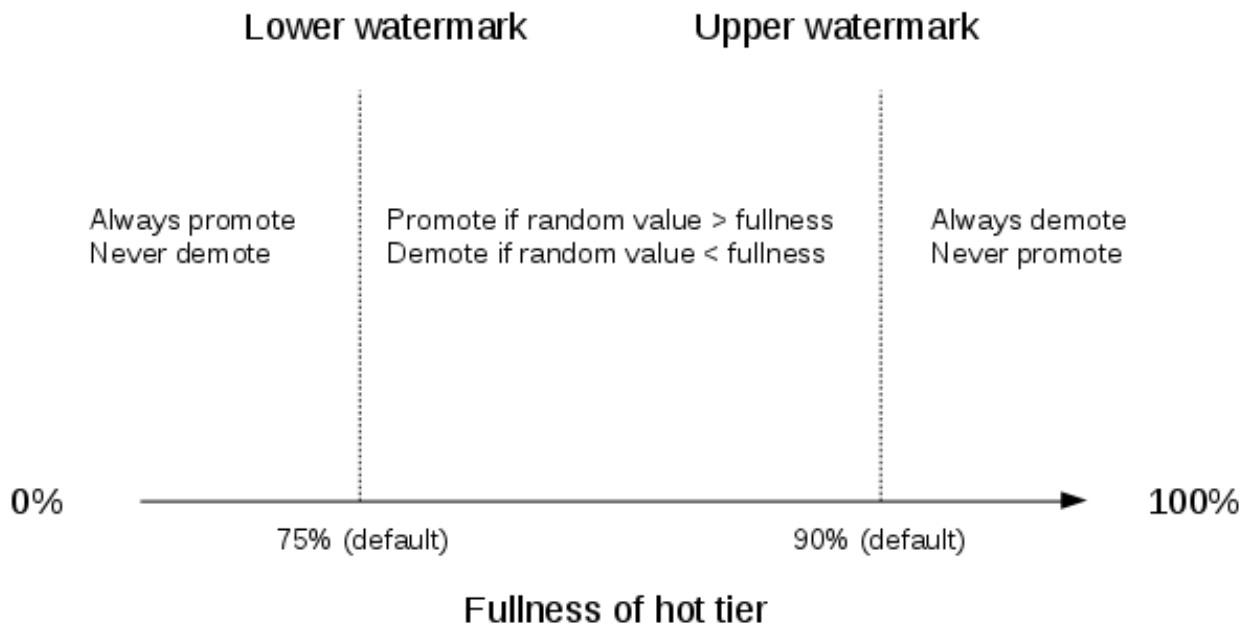 Lower watermark
Upper watermark
Always promote
Never demote
Promote if random value > fullness
Demote if random value < fullness
Always demote
Never promote
0%
100%
75% (default)
90% (default)
Fullness of hot tier